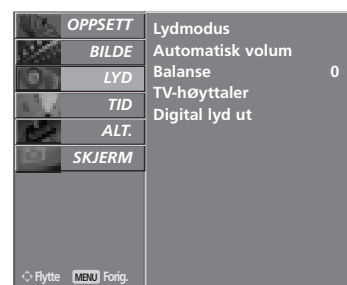 OPPSETT
BILDE
LYD
TID
ALT.
SKJERM
Lydmodus
Automatisk volum
Balanse 0
TV-høyttaler
Digital lyd ut
Flytte MENU Forig.